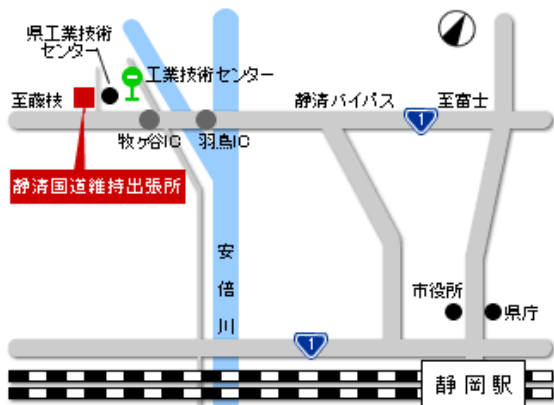 県工業技術
センター
工業技術センター
至藤枝
静清バイパス
至富士
1
牧ヶ谷IC
羽鳥IC
静清国道維持出張所
安倍川
市役所
県庁
1
静岡駅